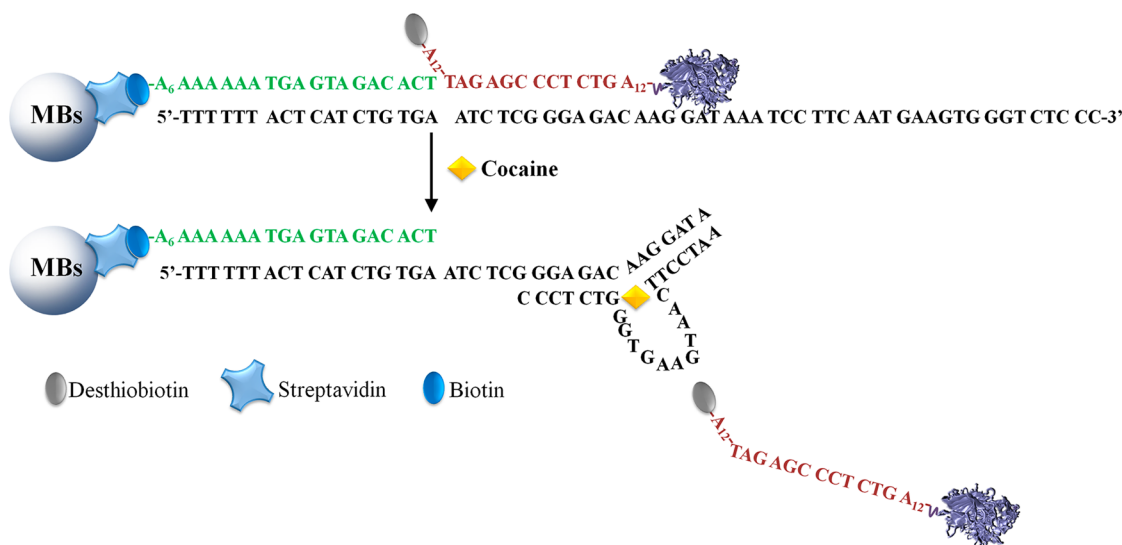 -A12-
-A6 AAA AAA TGA GTA GAC ACT TAG AGC CCT CTG A12-
MBs
5’-TTT TTT ACT CAT CTG TGA ATC TCG GGA GAC AAG GAT AAA TCC TTC AAT GAAGTG GGT CTC CC-3’
Cocaine
-A6 AAA AAA TGA GTA GAC ACT
MBs
5’-TTT TTT ACT CAT CTG TGA ATC TCG GGA GAC AAG GAT A
TTCCTAA
C CCCT CTG
C A A T G
G G T G A A G
Desthiobiotin
Streptavidin
Biotin
-A12-
TAG AGC CCT CTG A12-